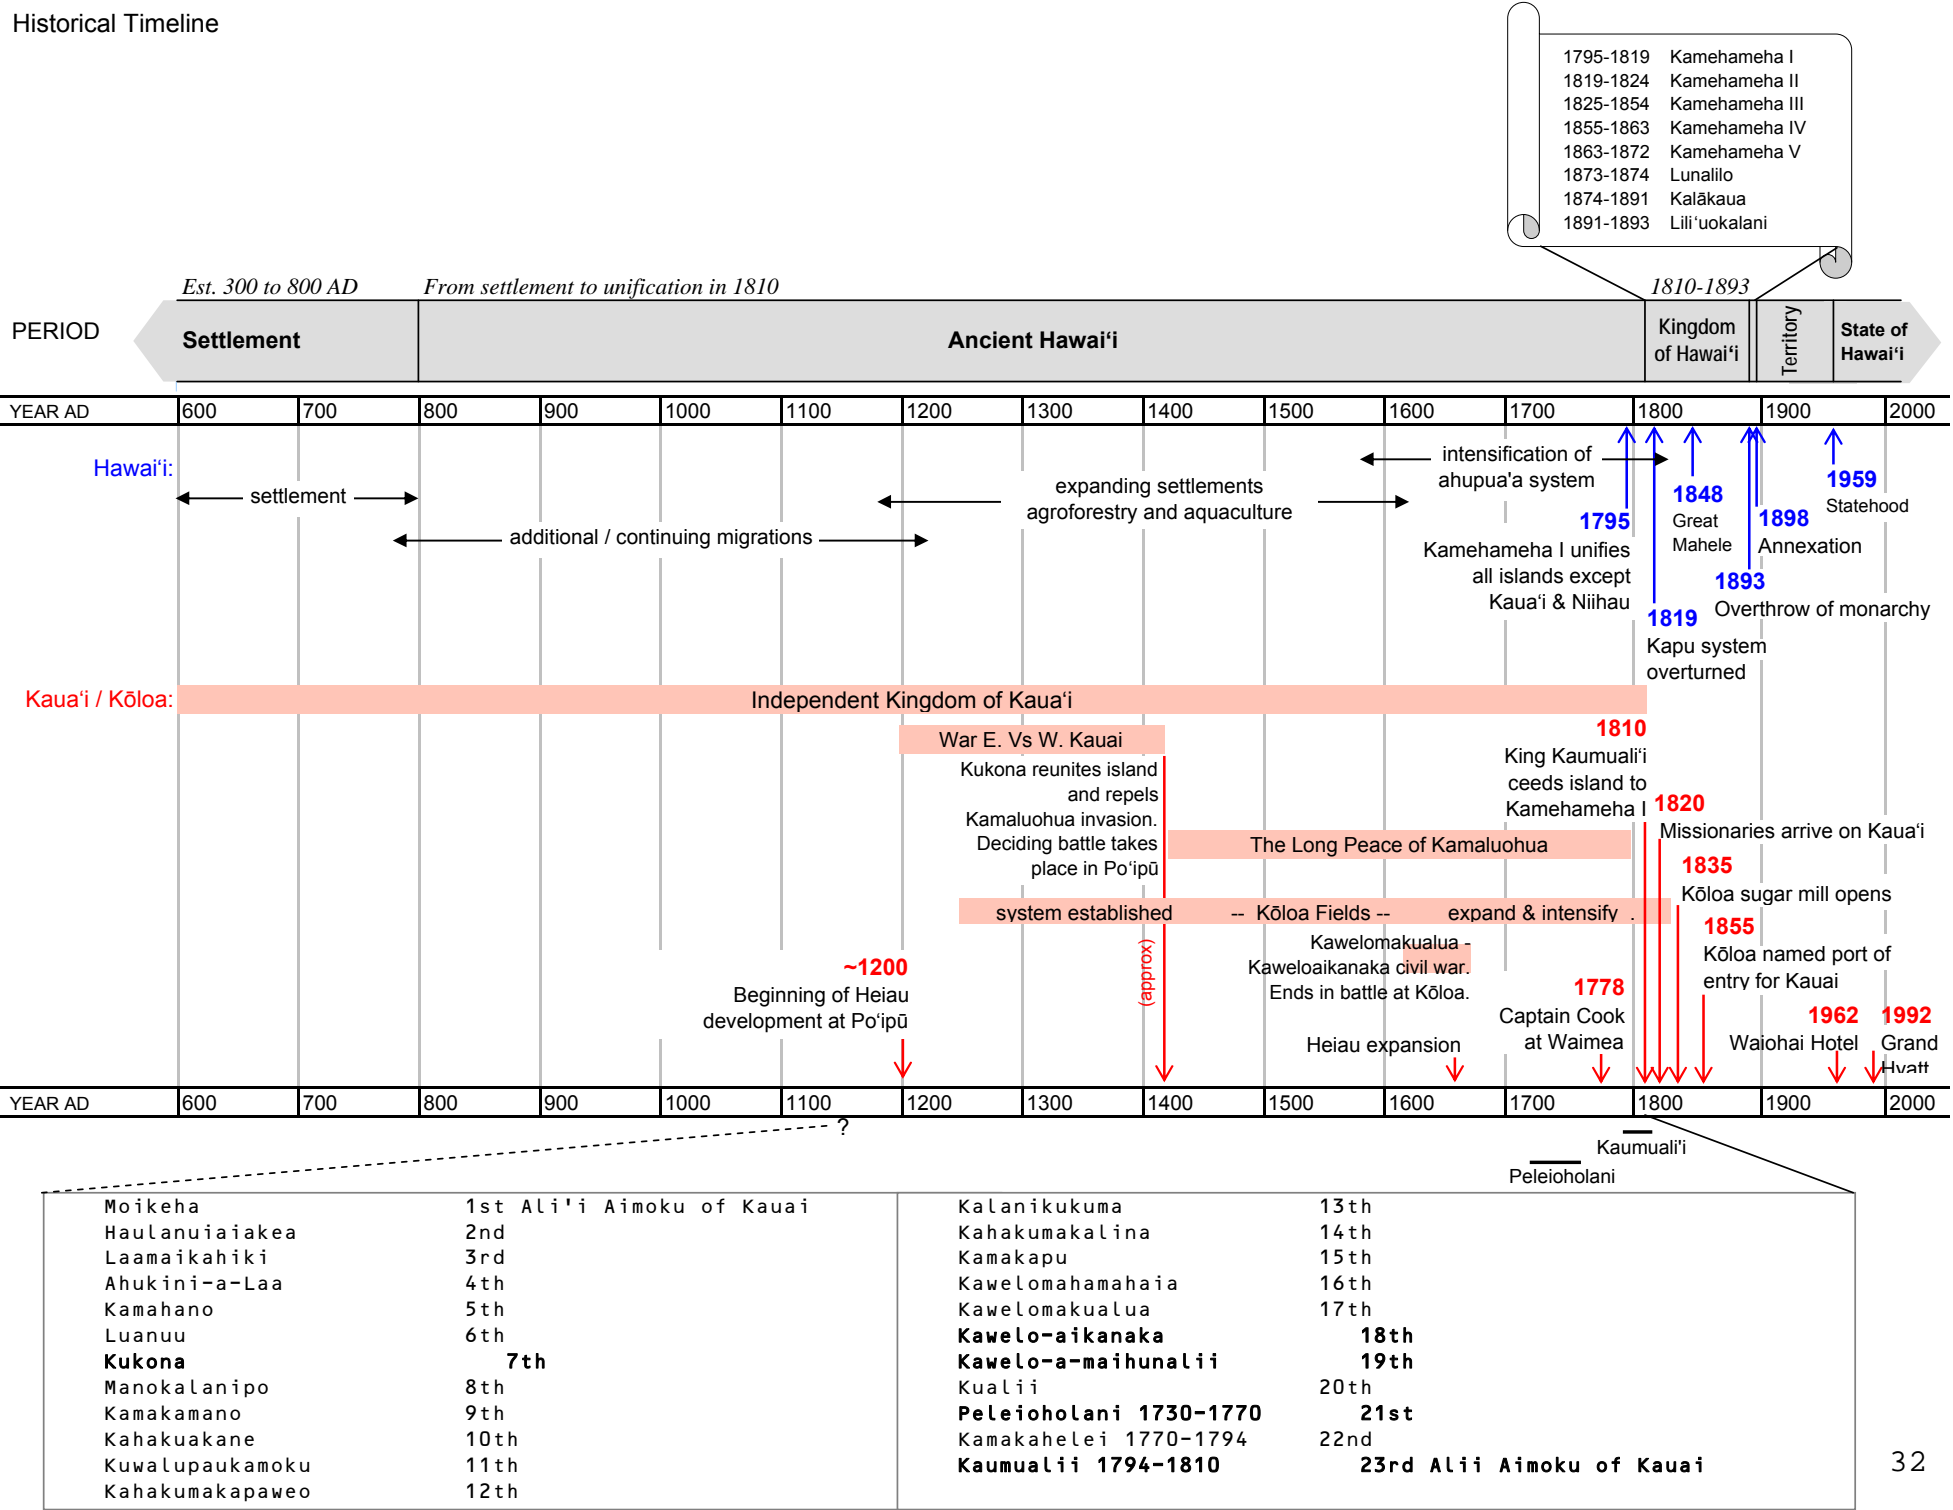 Historical Timeline
1795-1819 Kamehameha I
1819-1824 Kamehameha II
1825-1854 Kamehameha III
1855-1863 Kamehameha IV
1863-1872 Kamehameha V
1873-1874 Lunalilo
1874-1891 Kalākaua
1891-1893 Liliʻuokalani
Est. 300 to 800 AD
From settlement to unification in 1810
1810-1893
PERIOD
Settlement
Ancient Hawaiʻi
Kingdom
of Hawaiʻi
Territory
State of
Hawaiʻi
YEAR AD 600 700 800 900 1000 1100 1200 1300 1400 1500 1600 1700 1800 1900 2000
Hawaiʻi:
settlement
additional / continuing migrations
expanding settlements
agroforestry and aquaculture
intensification of
ahupua'a system
1795
Kamehameha I unifies
all islands except
Kauaʻi & Niihau
1819
Kapu system
overturned
1848
Great
Mahele
1893
Overthrow of monarchy
1898
Annexation
1959
Statehood
Kauaʻi / Kōloa:
Independent Kingdom of Kauaʻi
War E. Vs W. Kauai
Kukona reunites island
and repels
Kamaluohua invasion.
Deciding battle takes
place in Poʻipū
(approx)
1810
King Kaumualiʻi
ceeds island to
Kamehameha I
1820
Missionaries arrive on Kauaʻi
The Long Peace of Kamaluohua
1835
Kōloa sugar mill opens
system established -- Kōloa Fields -- expand & intensify .
1855
Kōloa named port of
entry for Kauai
Kawelomakualua -
Kaweloaikanaka civil war.
Ends in battle at Kōloa.
~1200
Beginning of Heiau
development at Poʻipū
Heiau expansion
1778
Captain Cook
at Waimea
1962
Waiohai Hotel
1992
Grand
Hyatt
YEAR AD 600 700 800 900 1000 1100 1200 1300 1400 1500 1600 1700 1800 1900 2000
?
Kaumuali'i
Peleioholani
Moikeha 1st Ali'i Aimoku of Kauai
Haulanuiaiakea 2nd
Laamaikahiki 3rd
Ahukini-a-Laa 4th
Kamahano 5th
Luanuu 6th
Kukona 7th
Manokalanipo 8th
Kamakamano 9th
Kahakuakane 10th
Kuwalupaukamoku 11th
Kahakumakapaweo 12th
Kalanikukuma 13th
Kahakumakalina 14th
Kamakapu 15th
Kawelomahamahaia 16th
Kawelomakualua 17th
Kawelo-aikanaka 18th
Kawelo-a-maihunalii 19th
Kualii 20th
Peleioholani 1730-1770 21st
Kamakahelei 1770-1794 22nd
Kaumualii 1794-1810 23rd Alii Aimoku of Kauai
32